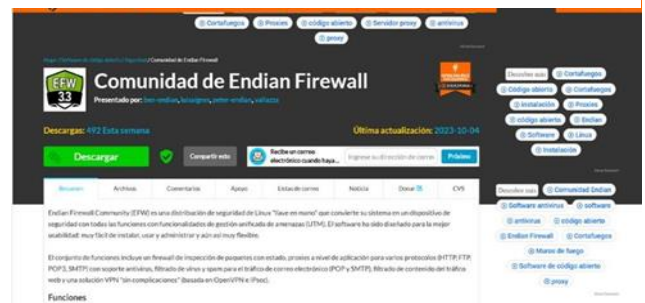 Cortafuegos Proxies código abierto Servidor proxy antivirus
proxy
Comunidad de Endian Firewall
EFW
33
Comunidad de Endian Firewall
Presentado por: ben-endian, peter-endian,
Descargas: 492 Esta semana
Última actualización: 2023-10-04
Descargar
Compartir esto
Recibe un correo
electrónico cuando haya...
Ingrese su dirección de correo
Próximo
Resumen Archivos Comentarios Apoyo Listas de correo Noticia Donar CVS
Endian Firewall Community (EFW) es una distribución de seguridad de Linux "llave en mano" que convierte su sistema en un dispositivo de
seguridad con todas las funciones con funcionalidades de gestión unificada de amenazas (UTM). El software ha sido diseñado para la mejor
usabilidad: muy fácil de instalar, usar y administrar y aún así muy flexible.
El conjunto de funciones incluye un firewall de inspección de paquetes con estado, proxies a nivel de aplicación para varios protocolos (HTTP, FTP,
POP3, SMTP) con soporte antivirus, filtrado de virus y spam para el tráfico de correo electrónico (POP y SMTP), filtrado de contenido del tráfico
web y una solución VPN "sin complicaciones" (basada en OpenVPN e IPsec).
Funciones
Descubre más Cortafuegos
Código abierto Cortafuegos
instalación Proxies
código abierto Endian
Software Linux
Instalación
Descubre más Comunidad Endian
Software antivirus software
antivirus código abierto
Endian Firewall Cortafuegos
Muros de fuego
Software de código abierto
proxy